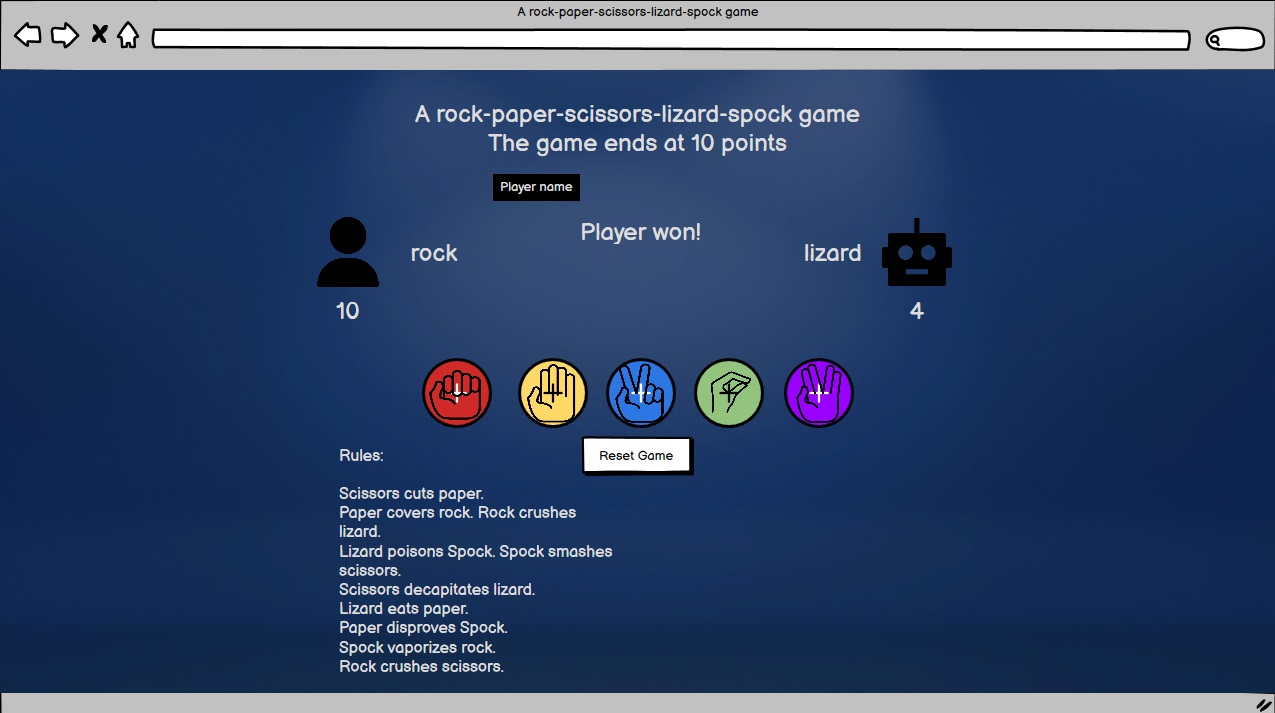 A rock-paper-scissors-lizard-spock game
A rock-paper-scissors-lizard-spock game
The game ends at 10 points
Player name
Player won!
rock
lizard
10
4
Reset Game
Rules:
Scissors cuts paper.
Paper covers rock. Rock crushes
lizard.
Lizard poisons Spock. Spock smashes
scissors.
Scissors decapitates lizard.
Lizard eats paper.
Paper disproves Spock.
Spock vaporizes rock.
Rock crushes scissors.